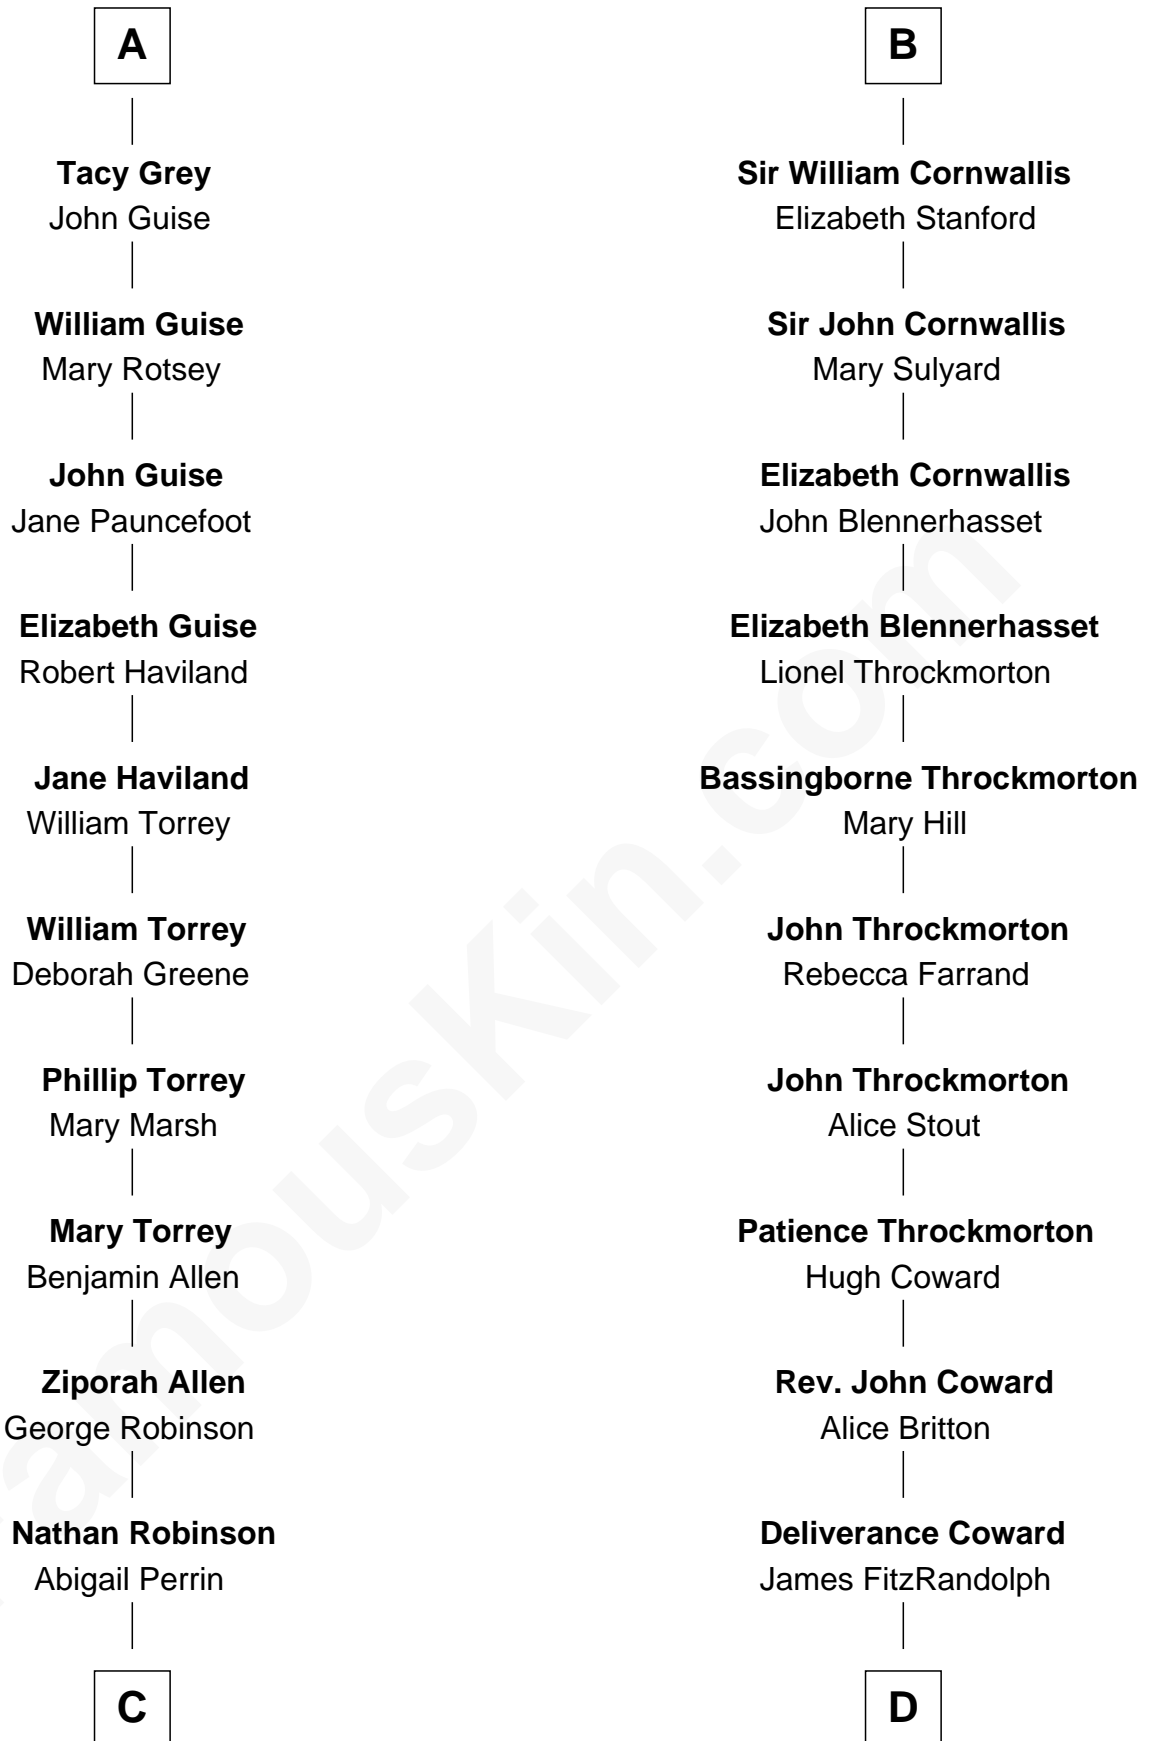 A
Tacy Grey
John Guise
William Guise
Mary Rotsey
John Guise
Jane Pauncefoot
Elizabeth Guise
Robert Haviland
Jane Haviland
William Torrey
William Torrey
Deborah Greene
Phillip Torrey
Mary Marsh
Mary Torrey
Benjamin Allen
Ziporah Allen
George Robinson
Nathan Robinson
Abigail Perrin
C
B
Sir William Cornwallis
Elizabeth Stanford
Sir John Cornwallis
Mary Sulyard
Elizabeth Cornwallis
John Blennerhasset
Elizabeth Blennerhasset
Lionel Throckmorton
Bassingborne Throckmorton
Mary Hill
John Throckmorton
Rebecca Farrand
John Throckmorton
Alice Stout
Patience Throckmorton
Hugh Coward
Rev. John Coward
Alice Britton
Deliverance Coward
James FitzRandolph
D
FamousKin.com